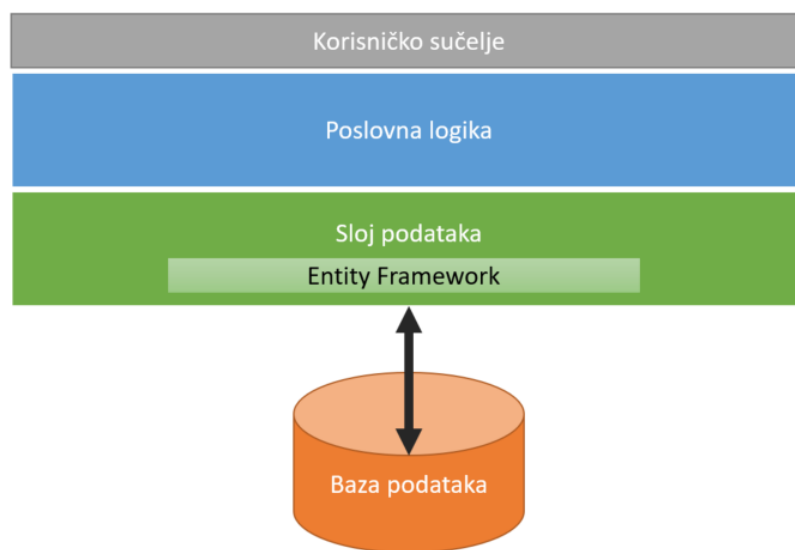 Korisničko sučelje
Poslovna logika
Sloj podataka
Entity Framework
Baza podataka